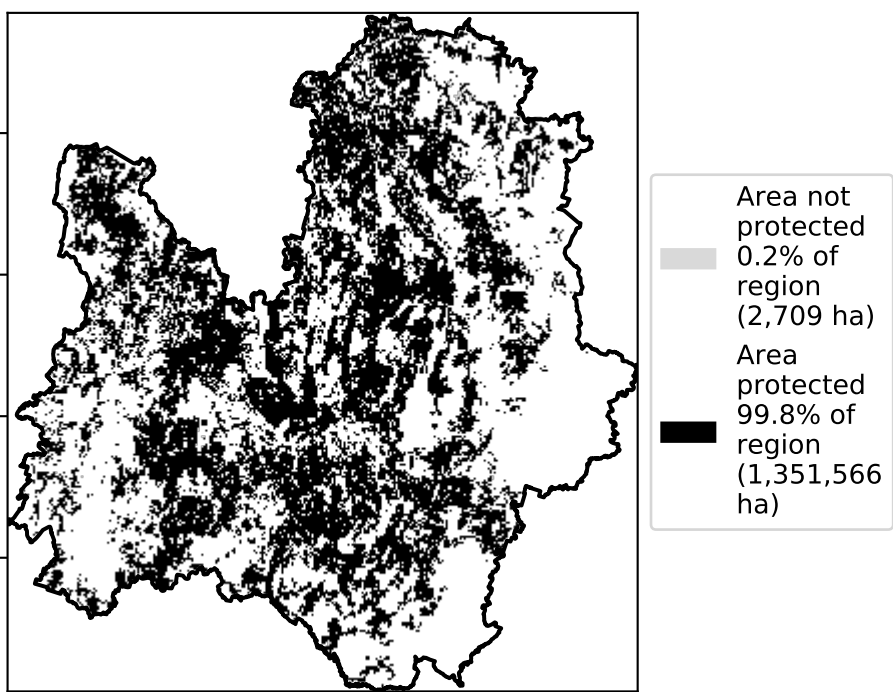 Area not
protected
0.2% of
region
(2,709 ha)
Area
protected
99.8% of
region
(1,351,566
ha)